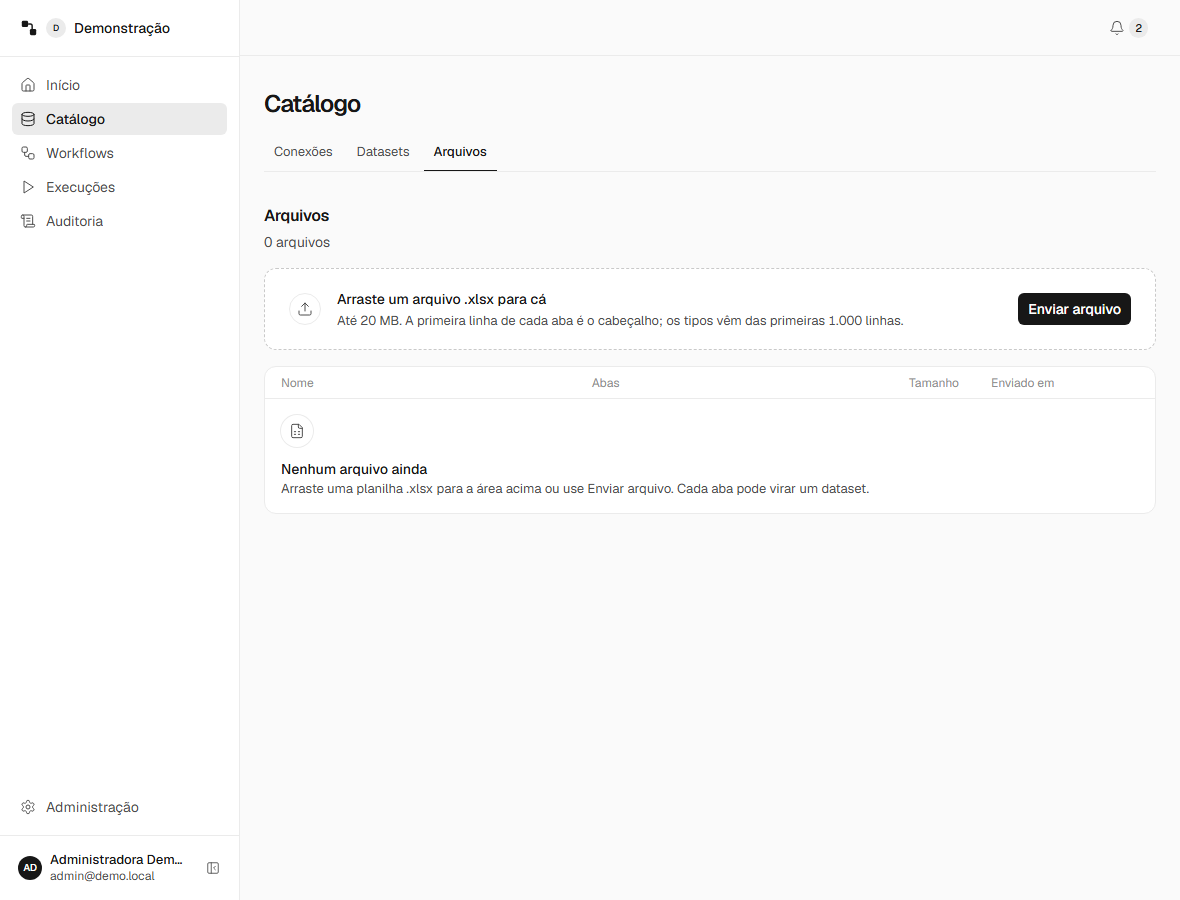 D Demonstração
2
Início
Catálogo
Workflows
Execuções
Auditoria
Administração
AD
Administradora Dem...
admin@demo.local
Catálogo
Conexões Datasets Arquivos
Arquivos
0 arquivos
Arraste um arquivo .xlsx para cá
Até 20 MB. A primeira linha de cada aba é o cabeçalho; os tipos vêm das primeiras 1.000 linhas.
Enviar arquivo
Nome Abas Tamanho Enviado em
Nenhum arquivo ainda
Arraste uma planilha .xlsx para a área acima ou use Enviar arquivo. Cada aba pode virar um dataset.